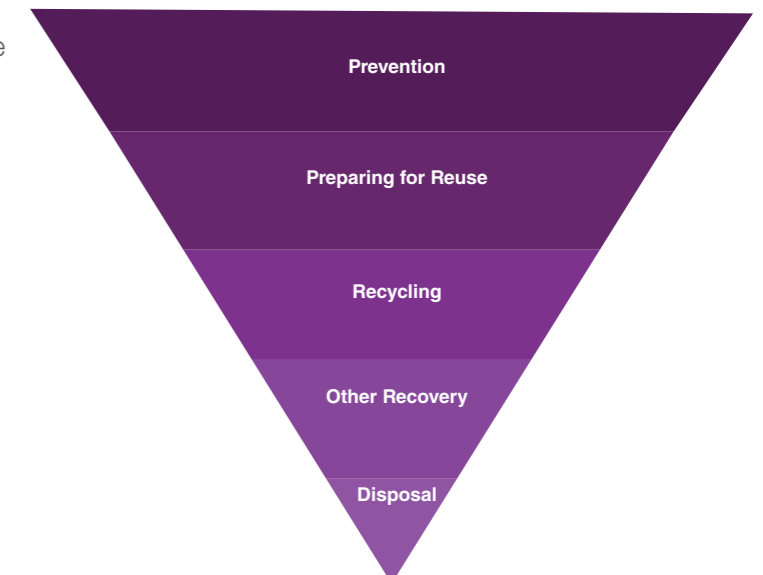 e
Prevention
Preparing for Reuse
Recycling
Other Recovery
Disposal